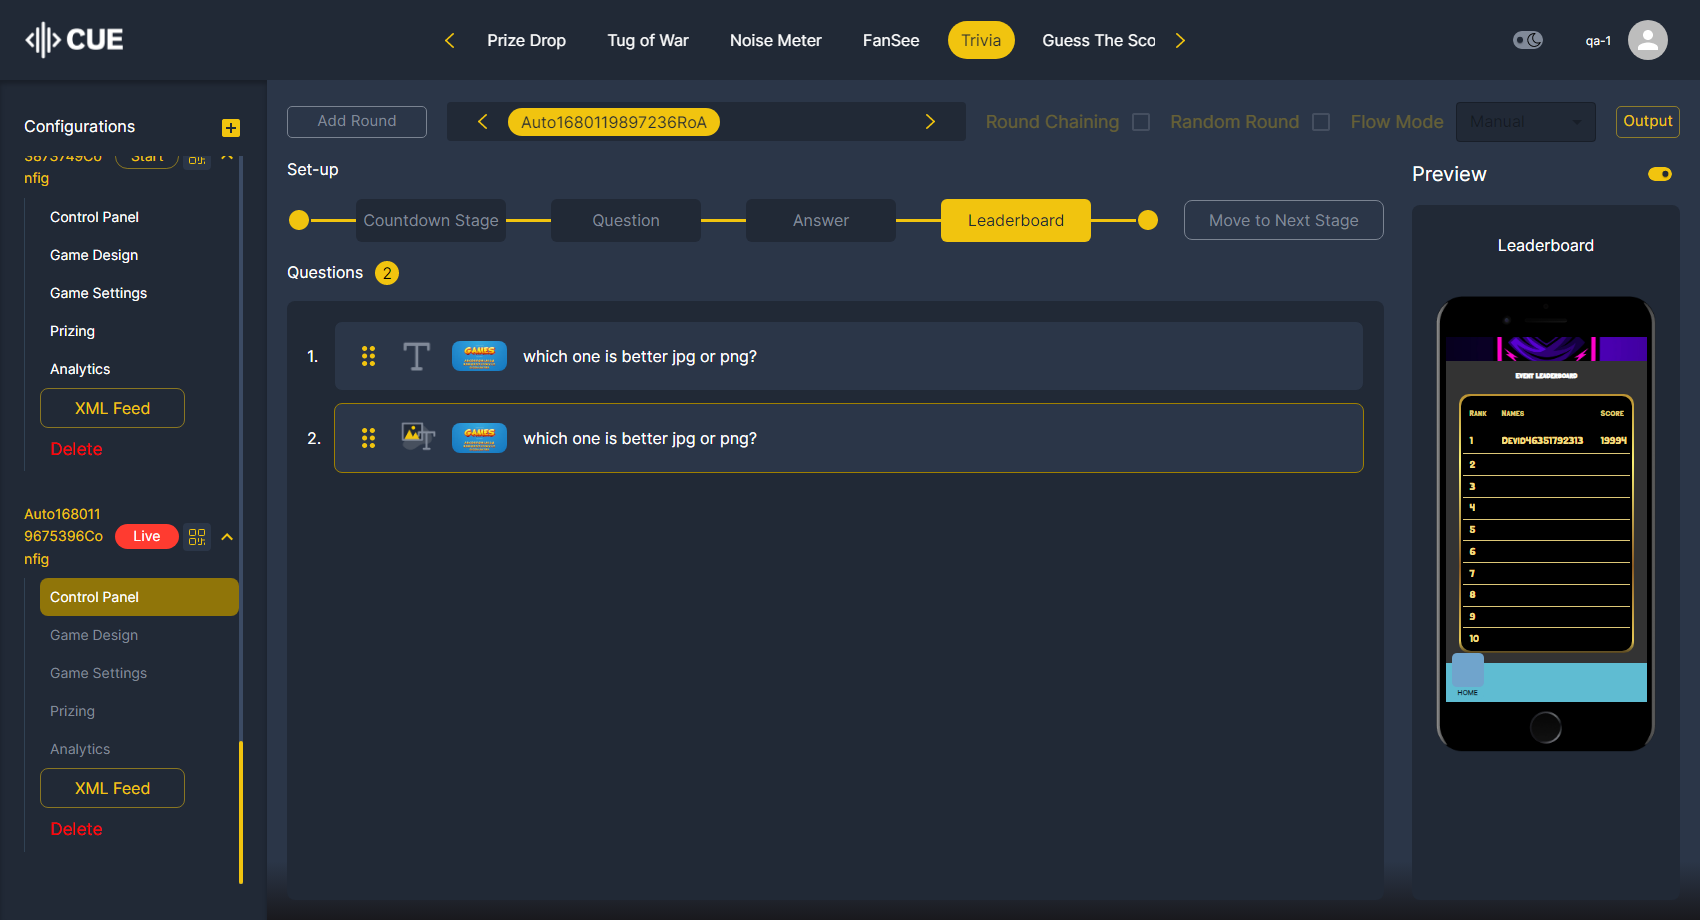 CUE
Prize Drop
Tug of War
Noise Meter
FanSee
Trivia
Guess The Sco
qa-1
Configurations
3873749Co
nfig
Start
Control Panel
Game Design
Game Settings
Prizing
Analytics
XML Feed
Delete
Auto168011
9675396Co
nfig
Live
Control Panel
Game Design
Game Settings
Prizing
Analytics
XML Feed
Delete
Add Round
Auto1680119897236RoA
Round Chaining
Random Round
Flow Mode
Manual
Output
Set-up
Countdown Stage
Question
Answer
Leaderboard
Move to Next Stage
Questions 2
1. GAMES which one is better jpg or png?
2. GAMES which one is better jpg or png?
Preview
Leaderboard
EVENT LEADERBOARD
RANK NAMES SCORE
1 DEVID46351792313 19994
2
3
4
5
6
7
8
9
10
HOME